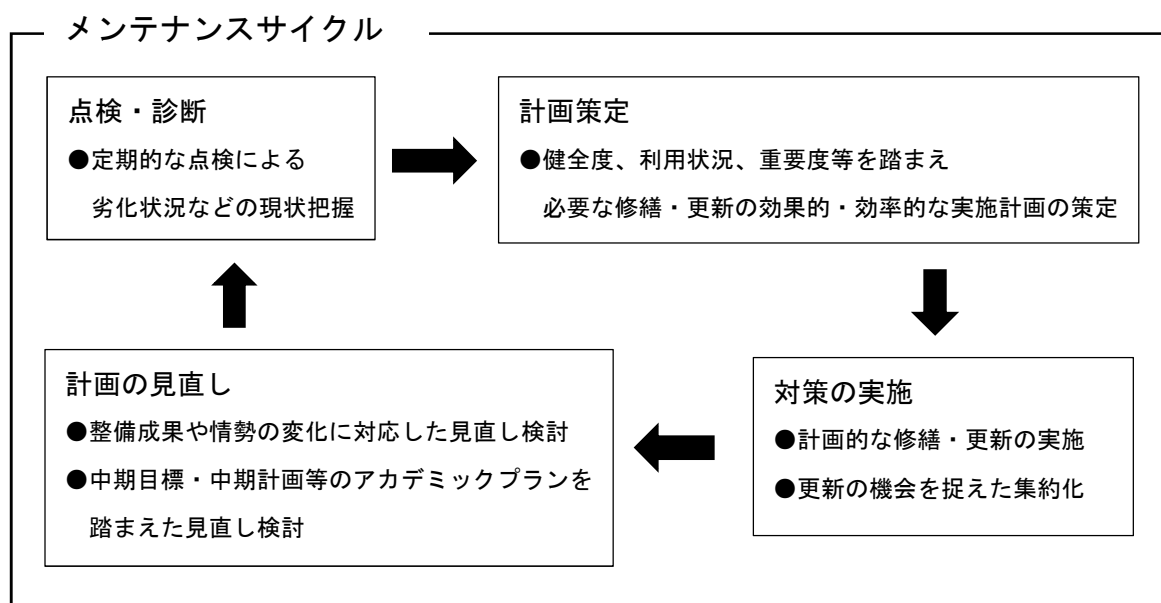 メンテナンスサイクル
点検・診断
●定期的な点検による
劣化状況などの現状把握
計画策定
●健全度、利用状況、重要度等を踏まえ
必要な修繕・更新の効果的・効率的な実施計画の策定
対策の実施
●計画的な修繕・更新の実施
●更新の機会を捉えた集約化
計画の見直し
●整備成果や情勢の変化に対応した見直し検討
●中期目標・中期計画等のアカデミックプランを
踏まえた見直し検討